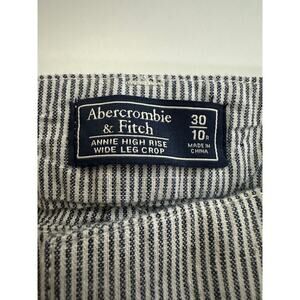 Abercrombie
& Fitch
ANNIE HIGH RISE
WIDE LEG CROP
30
10R
MADE IN
CHINA